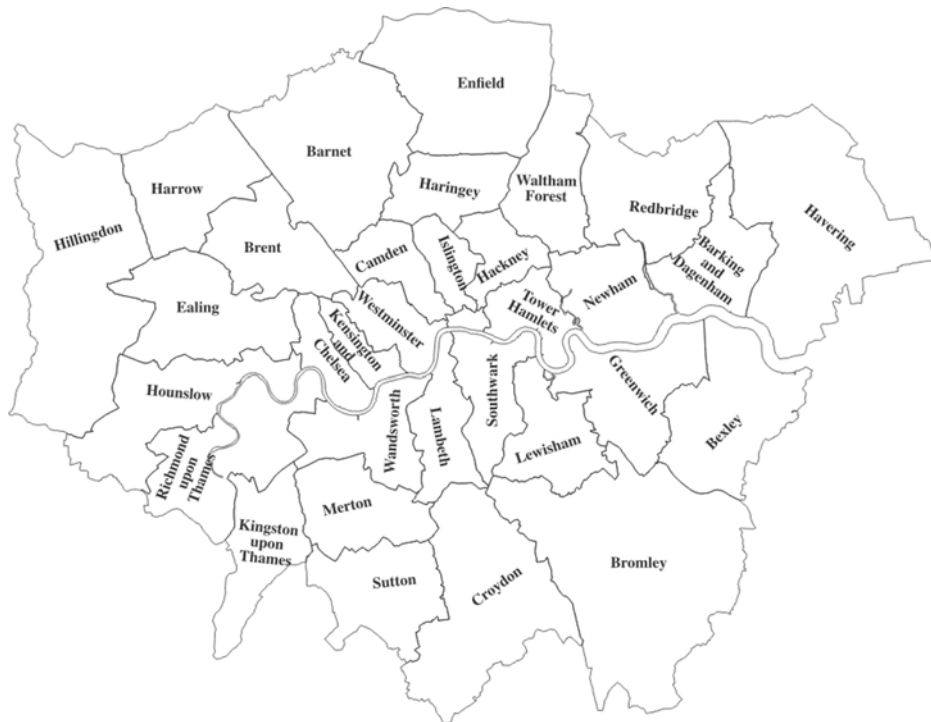 Enfield
Barnet
Harrow
Haringey
Waltham
Forest
Redbridge
Havering
Hillingdon
Brent
Camden
Islington
Hackney
Barking
and
Dagenham
Ealing
Westminster
Tower
Hamlets
Newham
Kensington
and
Chelsea
Hounslow
Greenwich
Southwark
Bexley
Wandsworth
Lambeth
Lewisham
Richmond
upon
Thames
Merton
Kingston
upon
Thames
Sutton
Croydon
Bromley